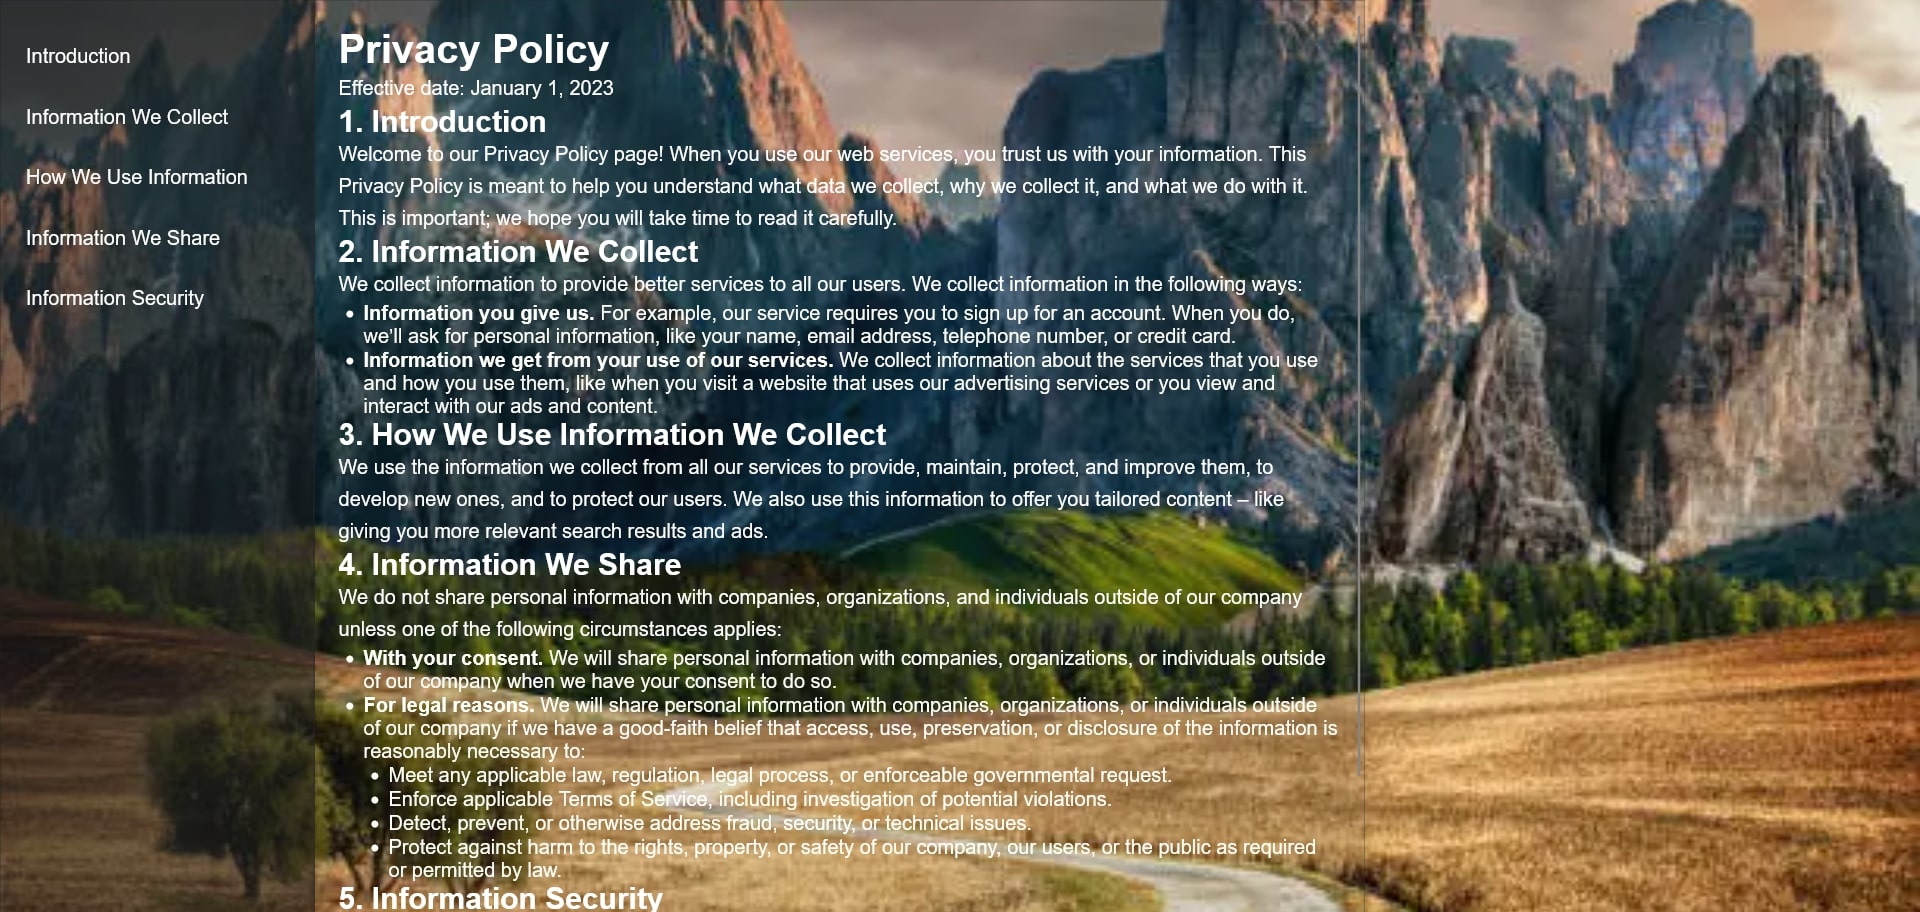 Introduction
Information We Collect
How We Use Information
Information We Share
Information Security
Privacy Policy
Effective date: January 1, 2023
1. Introduction
Welcome to our Privacy Policy page! When you use our web services, you trust us with your information. This
Privacy Policy is meant to help you understand what data we collect, why we collect it, and what we do with it.
This is important; we hope you will take time to read it carefully.
2. Information We Collect
We collect information to provide better services to all our users. We collect information in the following ways:
• Information you give us. For example, our service requires you to sign up for an account. When you do,
we'll ask for personal information, like your name, email address, telephone number, or credit card.
• Information we get from your use of our services. We collect information about the services that you use
and how you use them, like when you visit a website that uses our advertising services or you view and
interact with our ads and content.
3. How We Use Information We Collect
We use the information we collect from all our services to provide, maintain, protect, and improve them, to
develop new ones, and to protect our users. We also use this information to offer you tailored content – like
giving you more relevant search results and ads.
4. Information We Share
We do not share personal information with companies, organizations, and individuals outside of our company
unless one of the following circumstances applies:
• With your consent. We will share personal information with companies, organizations, or individuals outside
of our company when we have your consent to do so.
• For legal reasons. We will share personal information with companies, organizations, or individuals outside
of our company if we have a good-faith belief that access, use, preservation, or disclosure of the information is
reasonably necessary to:
• Meet any applicable law, regulation, legal process, or enforceable governmental request.
• Enforce applicable Terms of Service, including investigation of potential violations.
• Detect, prevent, or otherwise address fraud, security, or technical issues.
• Protect against harm to the rights, property, or safety of our company, our users, or the public as required
or permitted by law.
5. Information Security